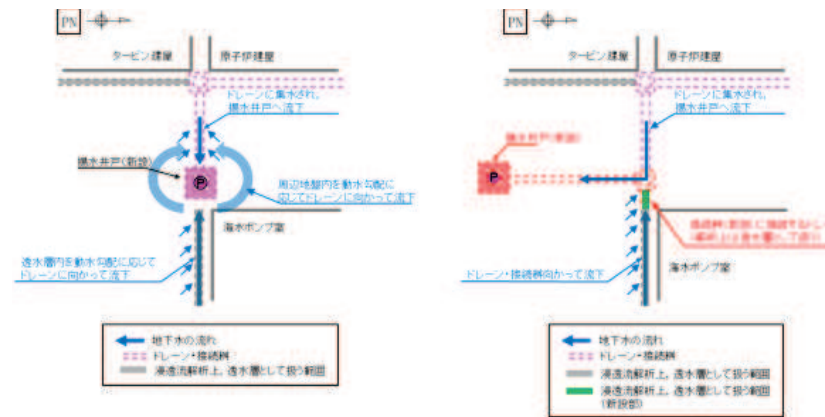 PN
タービン建屋
原子炉建屋
ドレーンに集水され，
揚水井戸へ流下
揚水井戸(新設)
P
周辺地盤内を動水勾配に
応じてドレーンに向かって流下
海水ポンプ室
透水層内を動水勾配に応じて
ドレーンに向かって流下
地下水の流れ
ドレーン・接続桝
浸透流解析上，透水層として扱う範囲
PN
タービン建屋
原子炉建屋
ドレーンに集水され，
揚水井戸へ流下
揚水井戸(新設)
P
ドレーン・接続桝向かって流下
海水ポンプ室
地下水の流れ
ドレーン・接続桝
浸透流解析上，透水層として扱う範囲
浸透流解析上，透水層として扱う範囲
(新設部)